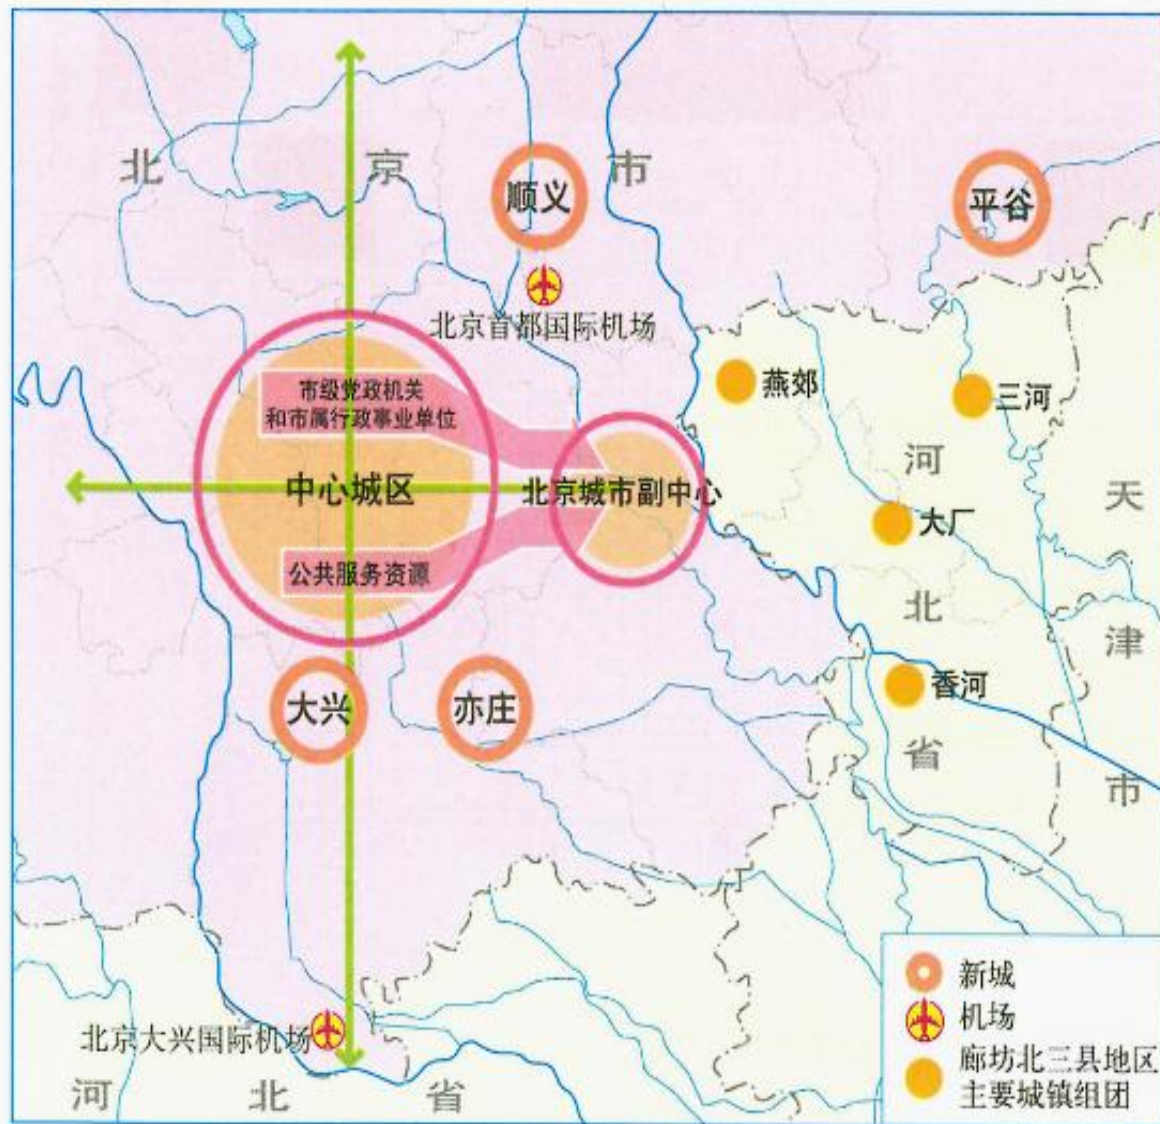 北京市
顺义
平谷
北京首都国际机场
市级党政机关
和市属行政事业单位
燕郊
三河
中心城区
北京城市副中心
大厂
公共服务资源
河北省
天津市
香河
大兴
亦庄
北京大兴国际机场
河北省
新城
机场
廊坊北三县地区
主要城镇组团